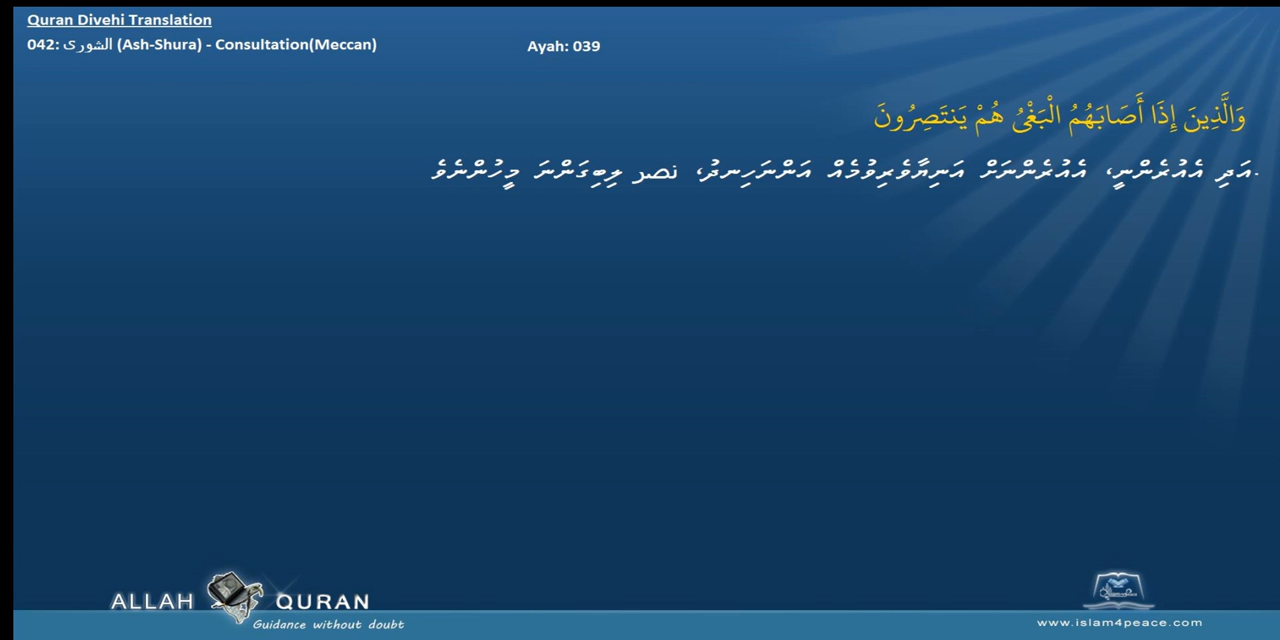 Quran Divehi Translation
042: الشورى (Ash-Shura) - Consultation(Meccan)
Ayah: 039
وَالَّذِينَ إِذَا أَصَابَهُمُ الْبَغْيُ هُمْ يَنتَصِرُونَ
.އަދި އެއުރެންނީ، އެއުރެންނަށް އަނިޔާވެރިވުމެއް އަންނަހިނދު، نصر ލިބިގަންނަ މީހުންނެވެ
ALLAH QURAN
Guidance without doubt
www.islam4peace.com